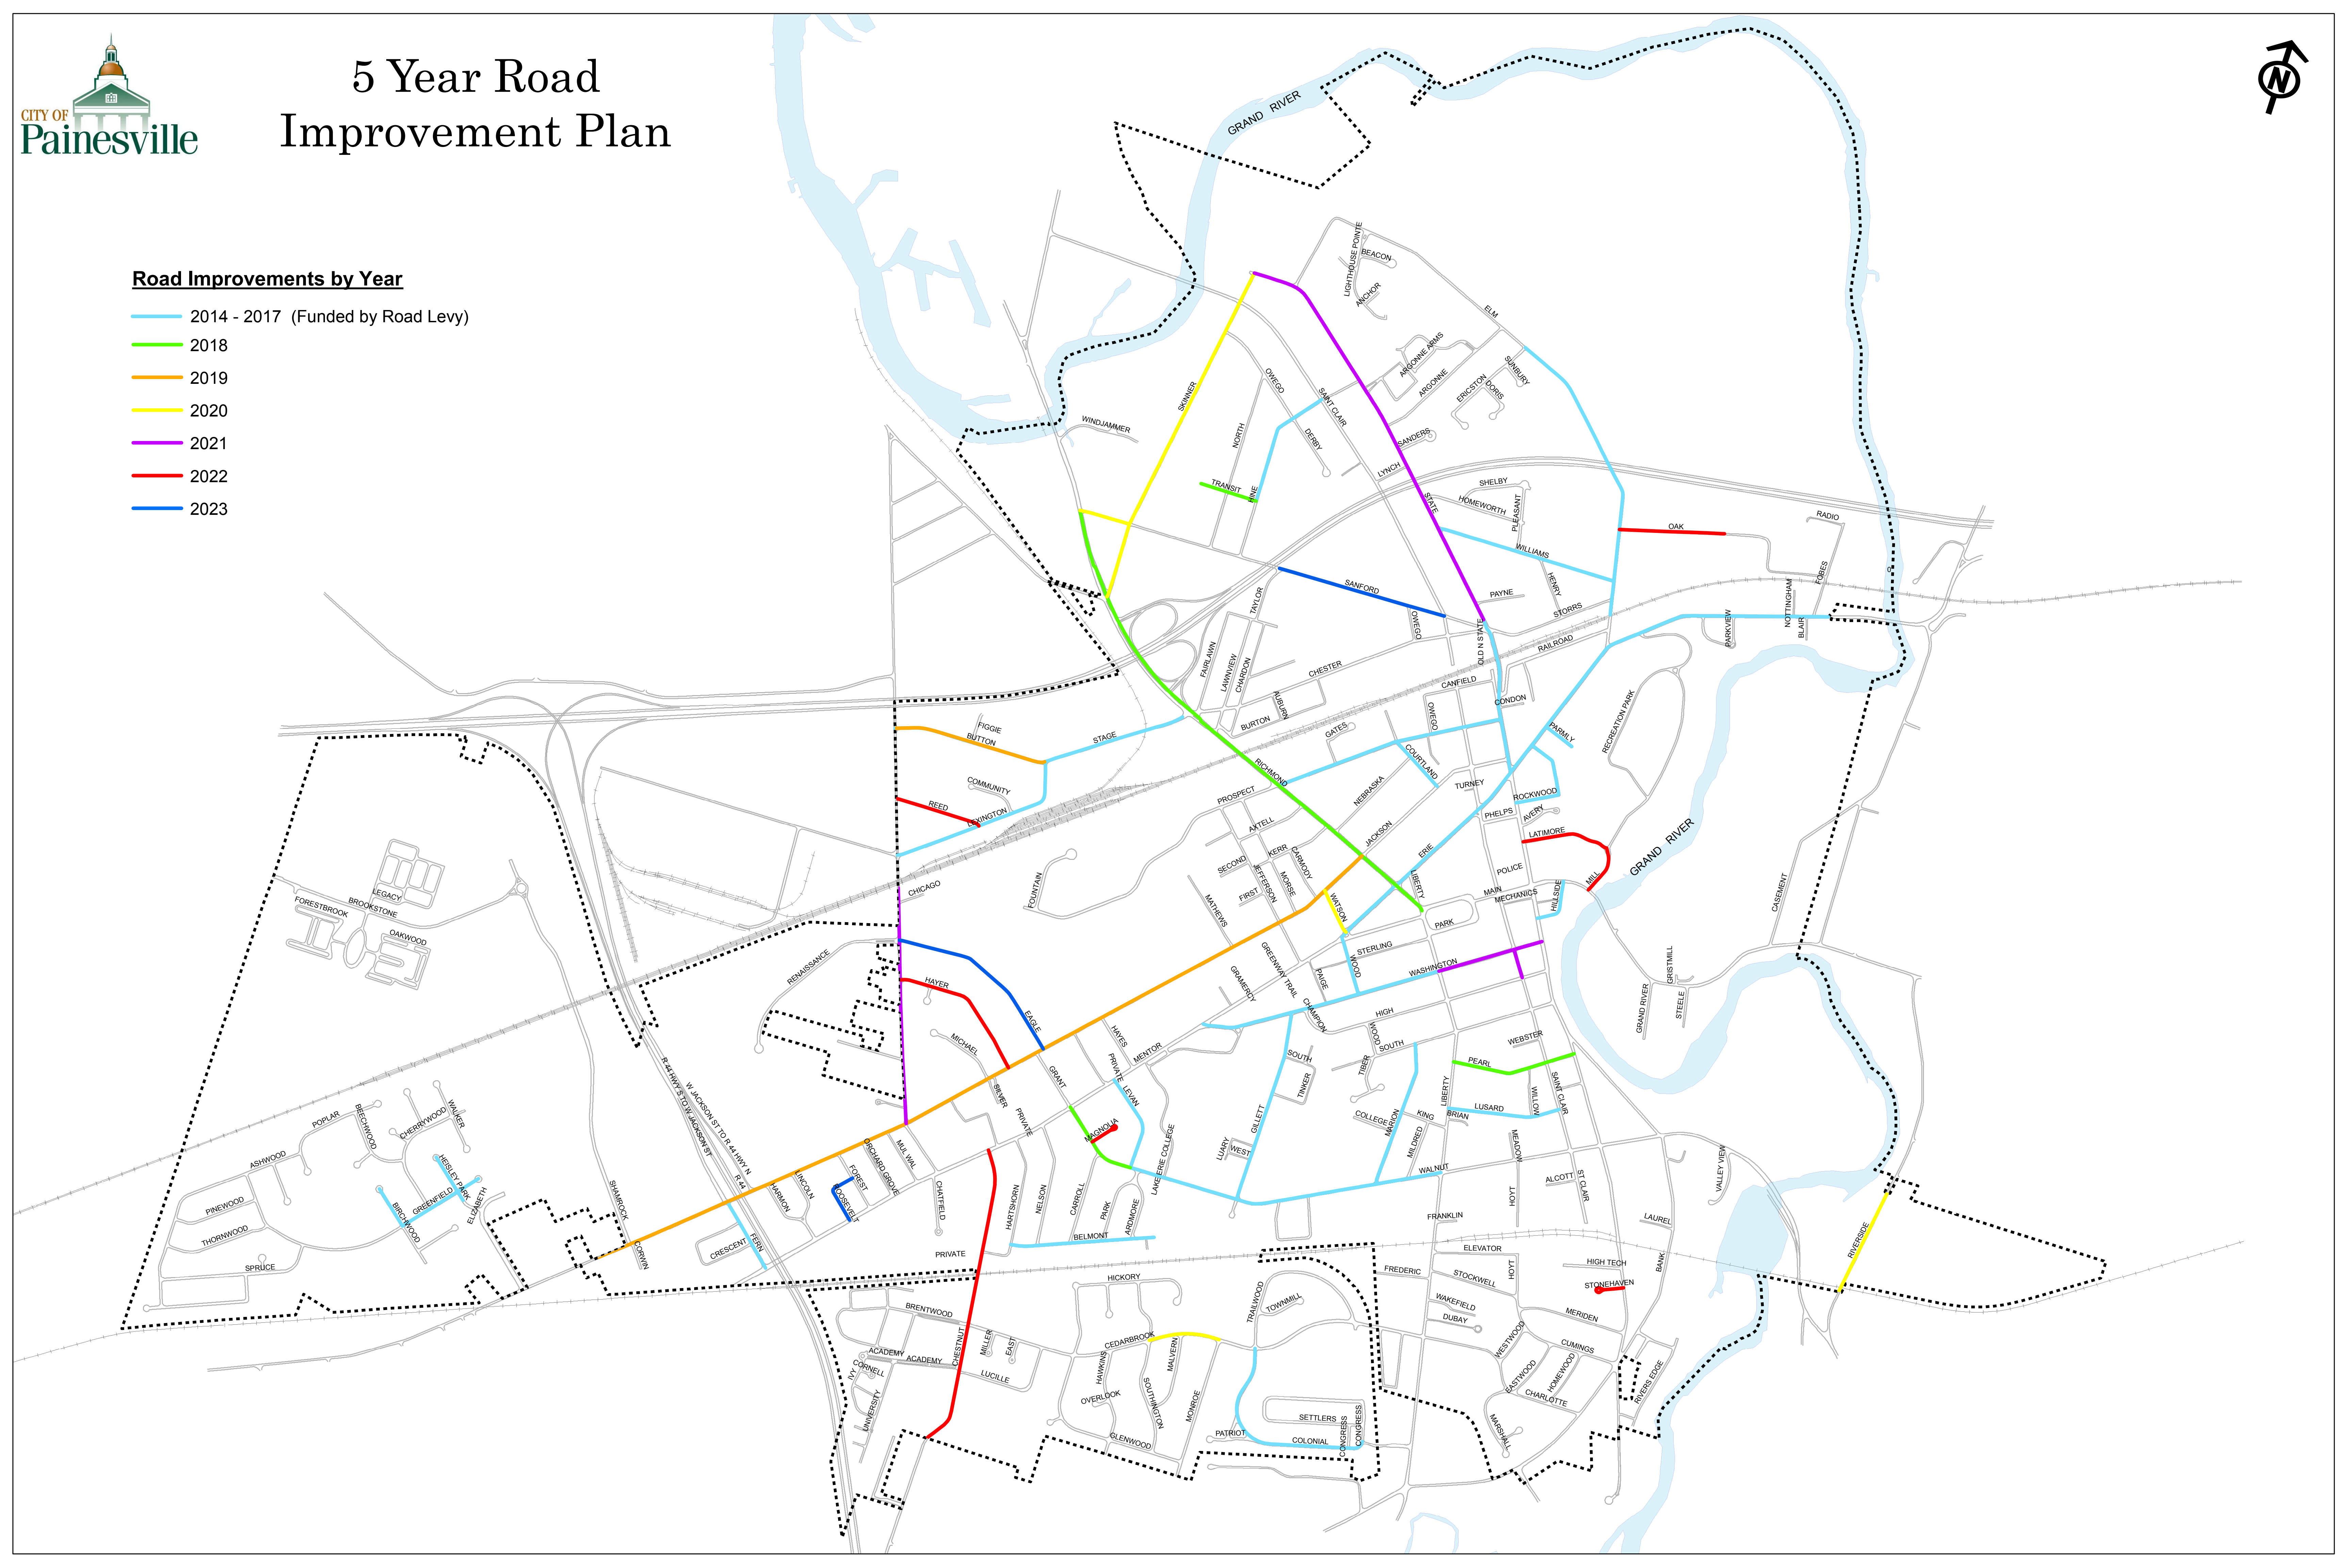 CITY OF
Painesville
5 Year Road
Improvement Plan
N
Road Improvements by Year
2014 - 2017  (Funded by Road Levy)
2018
2019
2020
2021
2022
2023
GRAND RIVER
LIGHTHOUSE POINTE
BEACON
ANCHOR
ELM
ARGONNE ARMS
ARGONNE
SUNBURY
ERICSTON
DORIS
OWEGO
SAINT CLAIR
SKINNER
WINDJAMMER
NORTH
DERBY
SANDERS
LYNCH
TRANSIT
HINE
STATE
SHELBY
HOMEWORTH
PLEASANT
OAK
RADIO
WILLIAMS
HENRY
FOBES
SANFORD
TAYLOR
PAYNE
STORRS
NOTTINGHAM
BLAIR
PARKVIEW
OWEGO
OLD N STATE
RAILROAD
FAIRLAWN
LAWNVIEW
CHARDON
CHESTER
CANFIELD
CONDON
AUBURN
BURTON
GATES
OWEGO
RECREATION PARK
PARMLY
FIGGIE
BUTTON
STAGE
COURTLAND
RICHMOND
NEBRASKA
TURNEY
COMMUNITY
REED
LEXINGTON
PROSPECT
ROCKWOOD
PHELPS
AVERY
AXTELL
JACKSON
LATIMORE
ERIE
GRAND RIVER
SECOND
KERR
CARMODY
POLICE
MILL
CHICAGO
FOUNTAIN
FIRST
JEFFERSON
MORSE
LIBERTY
MAIN
MECHANICS
HILLSIDE
CASEMENT
LEGACY
BROOKSTONE
FORESTBROOK
OAKWOOD
MATHEWS
WATSON
PARK
STERLING
WASHINGTON
RENAISSANCE
HAYER
GREENWAY TRAIL
GRAMERCY
PAIGE
WOOD
GRISTMILL
GRAND RIVER
STEELE
EAGLE
CHAMPION
HIGH
WOOD
SOUTH
TIBER
MICHAEL
HAYES
MENTOR
PRIVATE
GRANT
SILVER
LEVAN
SOUTH
TINKER
WEBSTER
PEARL
SAINT CLAIR
WILLOW
LIBERTY
LUSARD
BRIAN
KING
COLLEGE
MARION
MILDRED
W JACKSON ST TO R 44 HWY N
R 44 HWY S TO W JACKSON ST
R 44
POPLAR
BEECHWOOD
CHERRYWOOD
WALKER
ASHWOOD
HEISLEY PARK
GREENFIELD
ELIZABETH
BIRCHWOOD
PINEWOOD
THORNWOOD
SPRUCE
SHAMROCK
CORWIN
PRIVATE
MAGNOLIA
GILLETT
LUARY
WEST
LAKE ERIE COLLEGE
MEADOW
WALNUT
ALCOTT
ST CLAIR
HOYT
VALLEY VIEW
MUL WAL
ORCHARD GROVE
FOREST
LINCOLN
HARMON
ROOSEVELT
CHATFIELD
HARTSHORN
NELSON
CARROLL
PARK
ARDMORE
BELMONT
FERN
CRESCENT
PRIVATE
FRANKLIN
LAUREL
ELEVATOR
BANK
HIGH TECH
RIVERSIDE
FREDERIC
STOCKWELL
HOYT
STONEHAVEN
HICKORY
TRAILWOOD
TOWNMILL
WAKEFIELD
DUBAY
MERIDEN
BRENTWOOD
CHESTNUT
MILLER
EAST
CEDARBROOK
WESTWOOD
CUMINGS
ACADEMY
ACADEMY
CORNELL
IVY
LUCILLE
HAWKINS
MALVERN
EASTWOOD
HOMEWOOD
CHARLOTTE
RIVERS EDGE
OVERLOOK
SOUTHINGTON
MONROE
UNIVERSITY
SETTLERS
CONGRESS
CONGRESS
MARSHALL
GLENWOOD
PATRIOT
COLONIAL